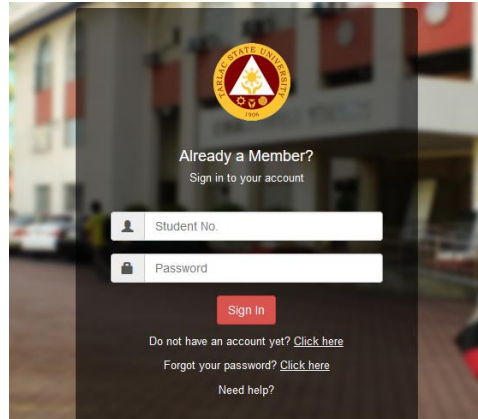 TARLAC STATE UNIVERSITY
1906
Already a Member?
Sign in to your account
Student No.
Password
Sign In
Do not have an account yet? Click here
Forgot your password? Click here
Need help?